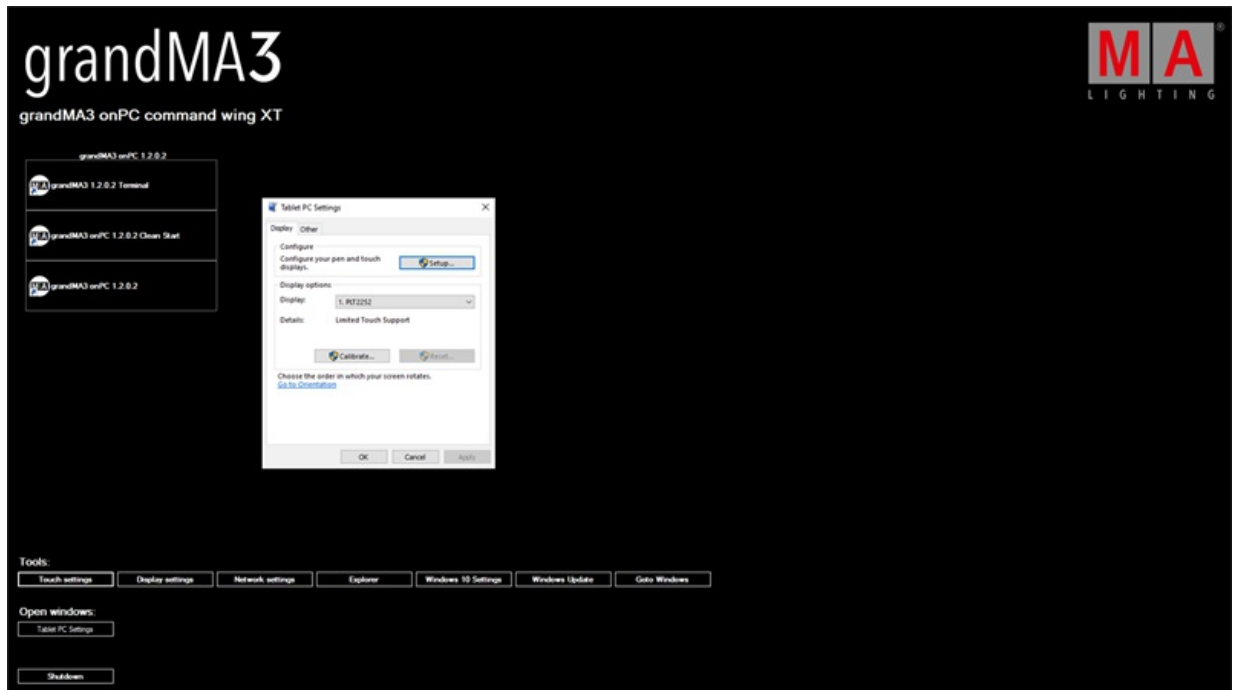 grandMA3
MA
®
LIGHTING
grandMA3 onPC command wing XT
grandMA3 onPC 1.2.0.2
grandMA3 1.2.0.2 Terminal
grandMA3 onPC 1.2.0.2 Clean Start
grandMA3 onPC 1.2.0.2
Tablet PC Settings
Display Other
Configure
Configure your pen and touch
displays.
Setup...
Display options
Display: 1. PLT2252
Details: Limited Touch Support
Calibrate... Reset...
Choose the order in which your screen rotates.
Go to Orientation
OK Cancel Apply
Tools:
Touch settings Display settings Network settings Explorer Windows 10 Settings Windows Update Goto Windows
Open windows:
Tablet PC Settings
Shutdown